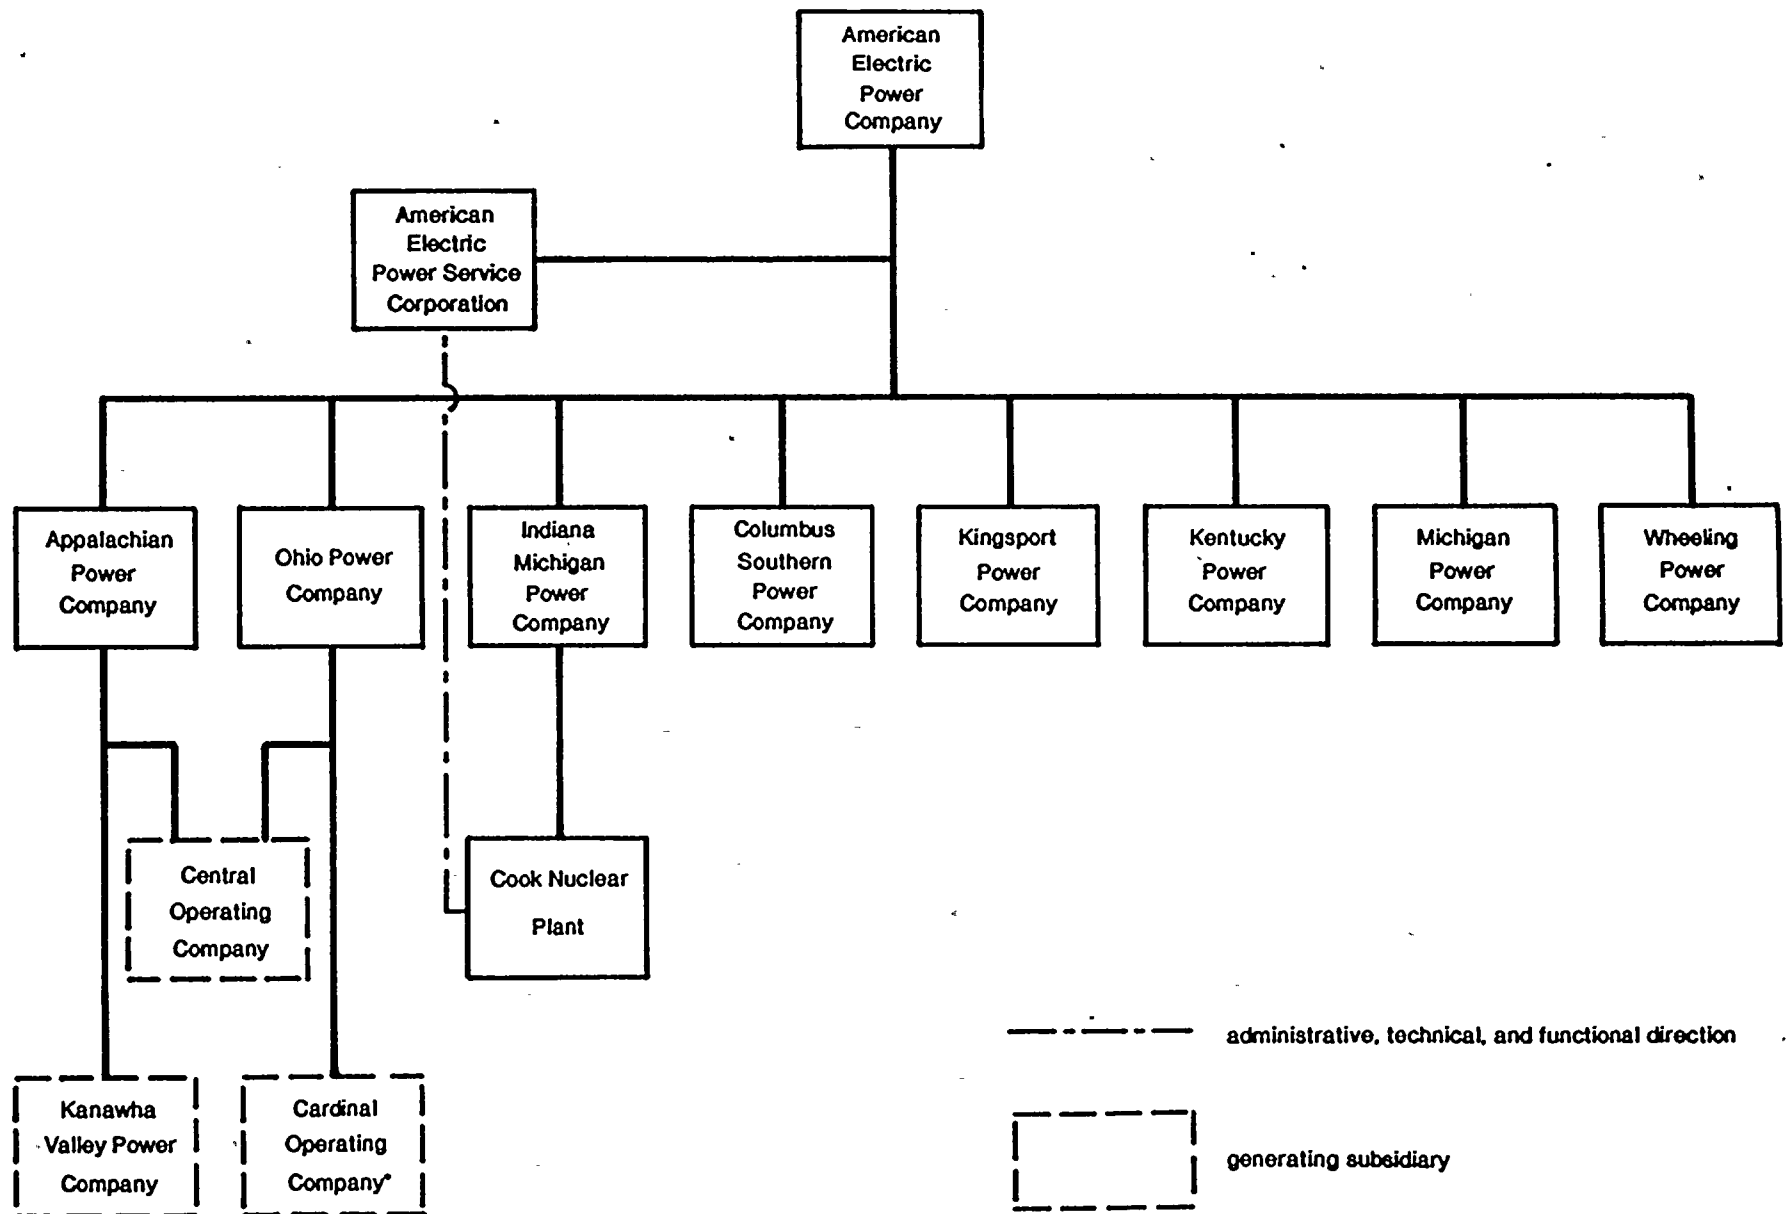 American
Electric
Power
Company
American
Electric
Power Service
Corporation
Appalachian
Power
Company
Ohio Power
Company
Indiana
Michigan
Power
Company
Columbus
Southern
Power
Company
Kingsport
Power
Company
Kentucky
Power
Company
Michigan
Power
Company
Wheeling
Power
Company
Central
Operating
Company
Cook Nuclear
Plant
Kanawha
Valley Power
Company
Cardinal
Operating
Company*
administrative, technical, and functional direction
generating subsidiary